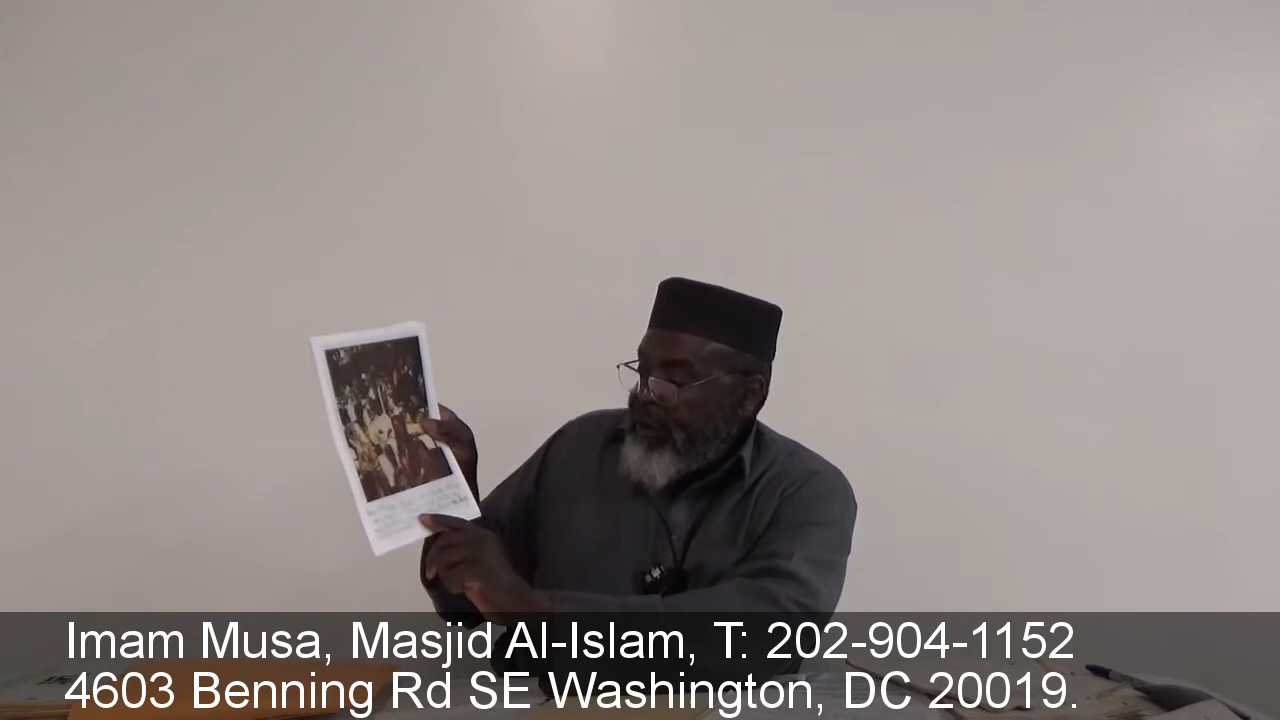 Imam Musa, Masjid Al-Islam, T: 202-904-1152
4603 Benning Rd SE Washington, DC 20019.